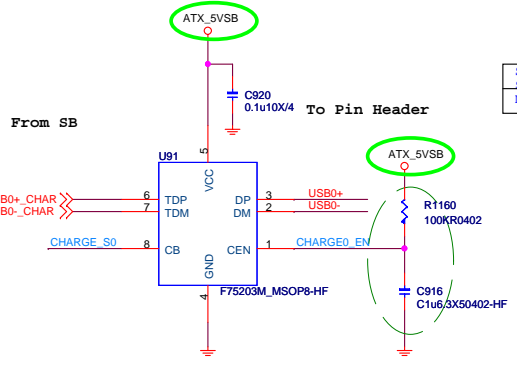 ATX_5VSB
C920
0.1u10X/4
To Pin Header
From SB
ATX_5VSB
U91
5
VCC
B0+_CHAR
6
TDP
DP
3
USB0+
B0-_CHAR
7
TDM
DM
2
USB0-
R1160
100KR0402
CHARGE_S0
8
CB
CEN
1
CHARGE0_EN
GND
4
F75203M_MSOP8-HF
C916
C1u6.3X50402-HF